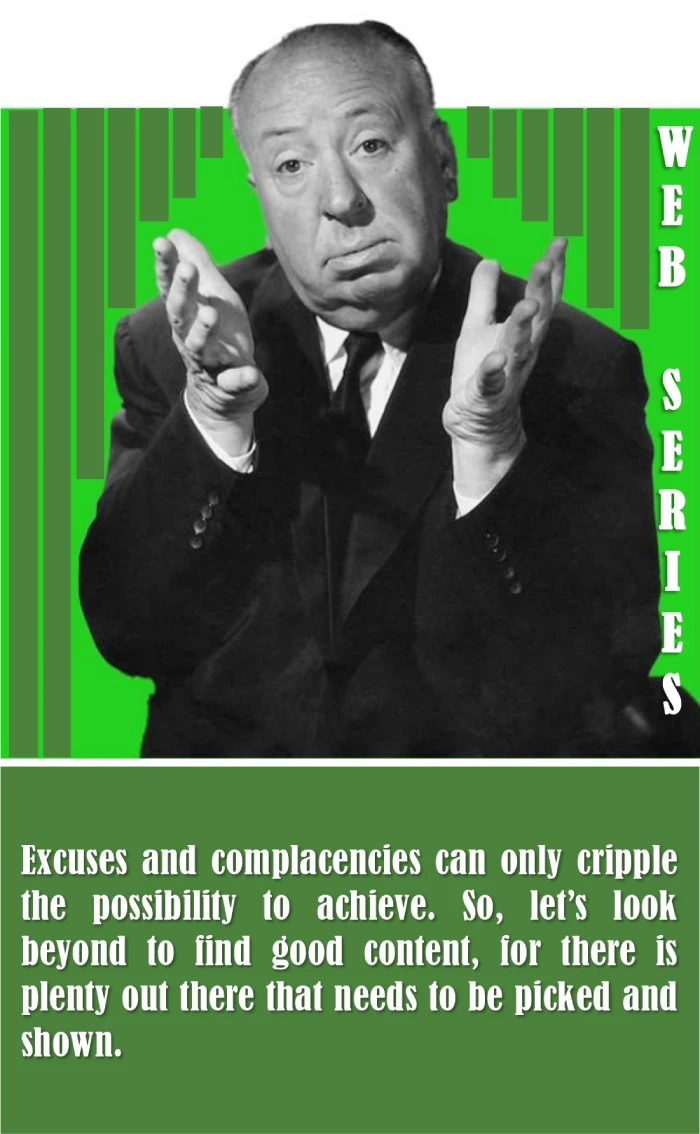 WEB SERIES
Excuses and complacencies can only cripple
the possibility to achieve. So, let’s look
beyond to find good content, for there is
plenty out there that needs to be picked and
shown.